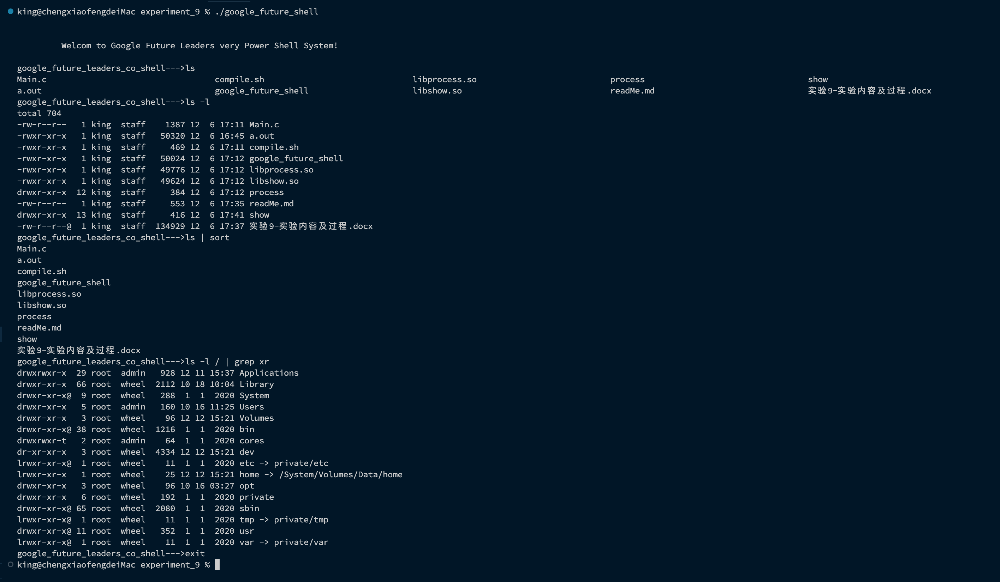 king@chengxiaofengdeiMac experiment_9 % ./google_future_shell
Welcom to Google Future Leaders very Power Shell System!
google_future_leaders_co_shell--->ls
Main.c compile.sh libprocess.so process show
a.out google_future_shell libshow.so readMe.md 实验9-实验内容及过程.docx
google_future_leaders_co_shell--->ls -l
total 704
-rw-r--r-- 1 king staff 1387 12 6 17:11 Main.c
-rwxr-xr-x 1 king staff 50320 12 6 16:45 a.out
-rwxr-xr-x 1 king staff 469 12 6 17:11 compile.sh
-rwxr-xr-x 1 king staff 50024 12 6 17:12 google_future_shell
-rwxr-xr-x 1 king staff 49776 12 6 17:12 libprocess.so
-rwxr-xr-x 1 king staff 49624 12 6 17:12 libshow.so
drwxr-xr-x 12 king staff 384 12 6 17:12 process
-rw-r--r-- 1 king staff 553 12 6 17:35 readMe.md
drwxr-xr-x 13 king staff 416 12 6 17:41 show
-rw-r--r--@ 1 king staff 134929 12 6 17:37 实验9-实验内容及过程.docx
google_future_leaders_co_shell--->ls | sort
Main.c
a.out
compile.sh
google_future_shell
libprocess.so
libshow.so
process
readMe.md
show
实验9-实验内容及过程.docx
google_future_leaders_co_shell--->ls -l / | grep xr
drwxrwxr-x 29 root admin 928 12 11 15:37 Applications
drwxr-xr-x 66 root wheel 2112 10 18 10:04 Library
drwxr-xr-x@ 9 root wheel 288 1 1 2020 System
drwxr-xr-x 5 root admin 160 10 16 11:25 Users
drwxr-xr-x 3 root wheel 96 12 12 15:21 Volumes
drwxr-xr-x@ 38 root wheel 1216 1 1 2020 bin
drwxrwxr-t 2 root admin 64 1 1 2020 cores
dr-xr-xr-x 3 root wheel 4334 12 12 15:21 dev
lrwxr-xr-x@ 1 root wheel 11 1 1 2020 etc -> private/etc
lrwxr-xr-x 1 root wheel 25 12 12 15:21 home -> /System/Volumes/Data/home
drwxr-xr-x 3 root wheel 96 10 16 03:27 opt
drwxr-xr-x 6 root wheel 192 1 1 2020 private
drwxr-xr-x@ 65 root wheel 2080 1 1 2020 sbin
lrwxr-xr-x@ 1 root wheel 11 1 1 2020 tmp -> private/tmp
drwxr-xr-x@ 11 root wheel 352 1 1 2020 usr
lrwxr-xr-x@ 1 root wheel 11 1 1 2020 var -> private/var
google_future_leaders_co_shell--->exit
king@chengxiaofengdeiMac experiment_9 %